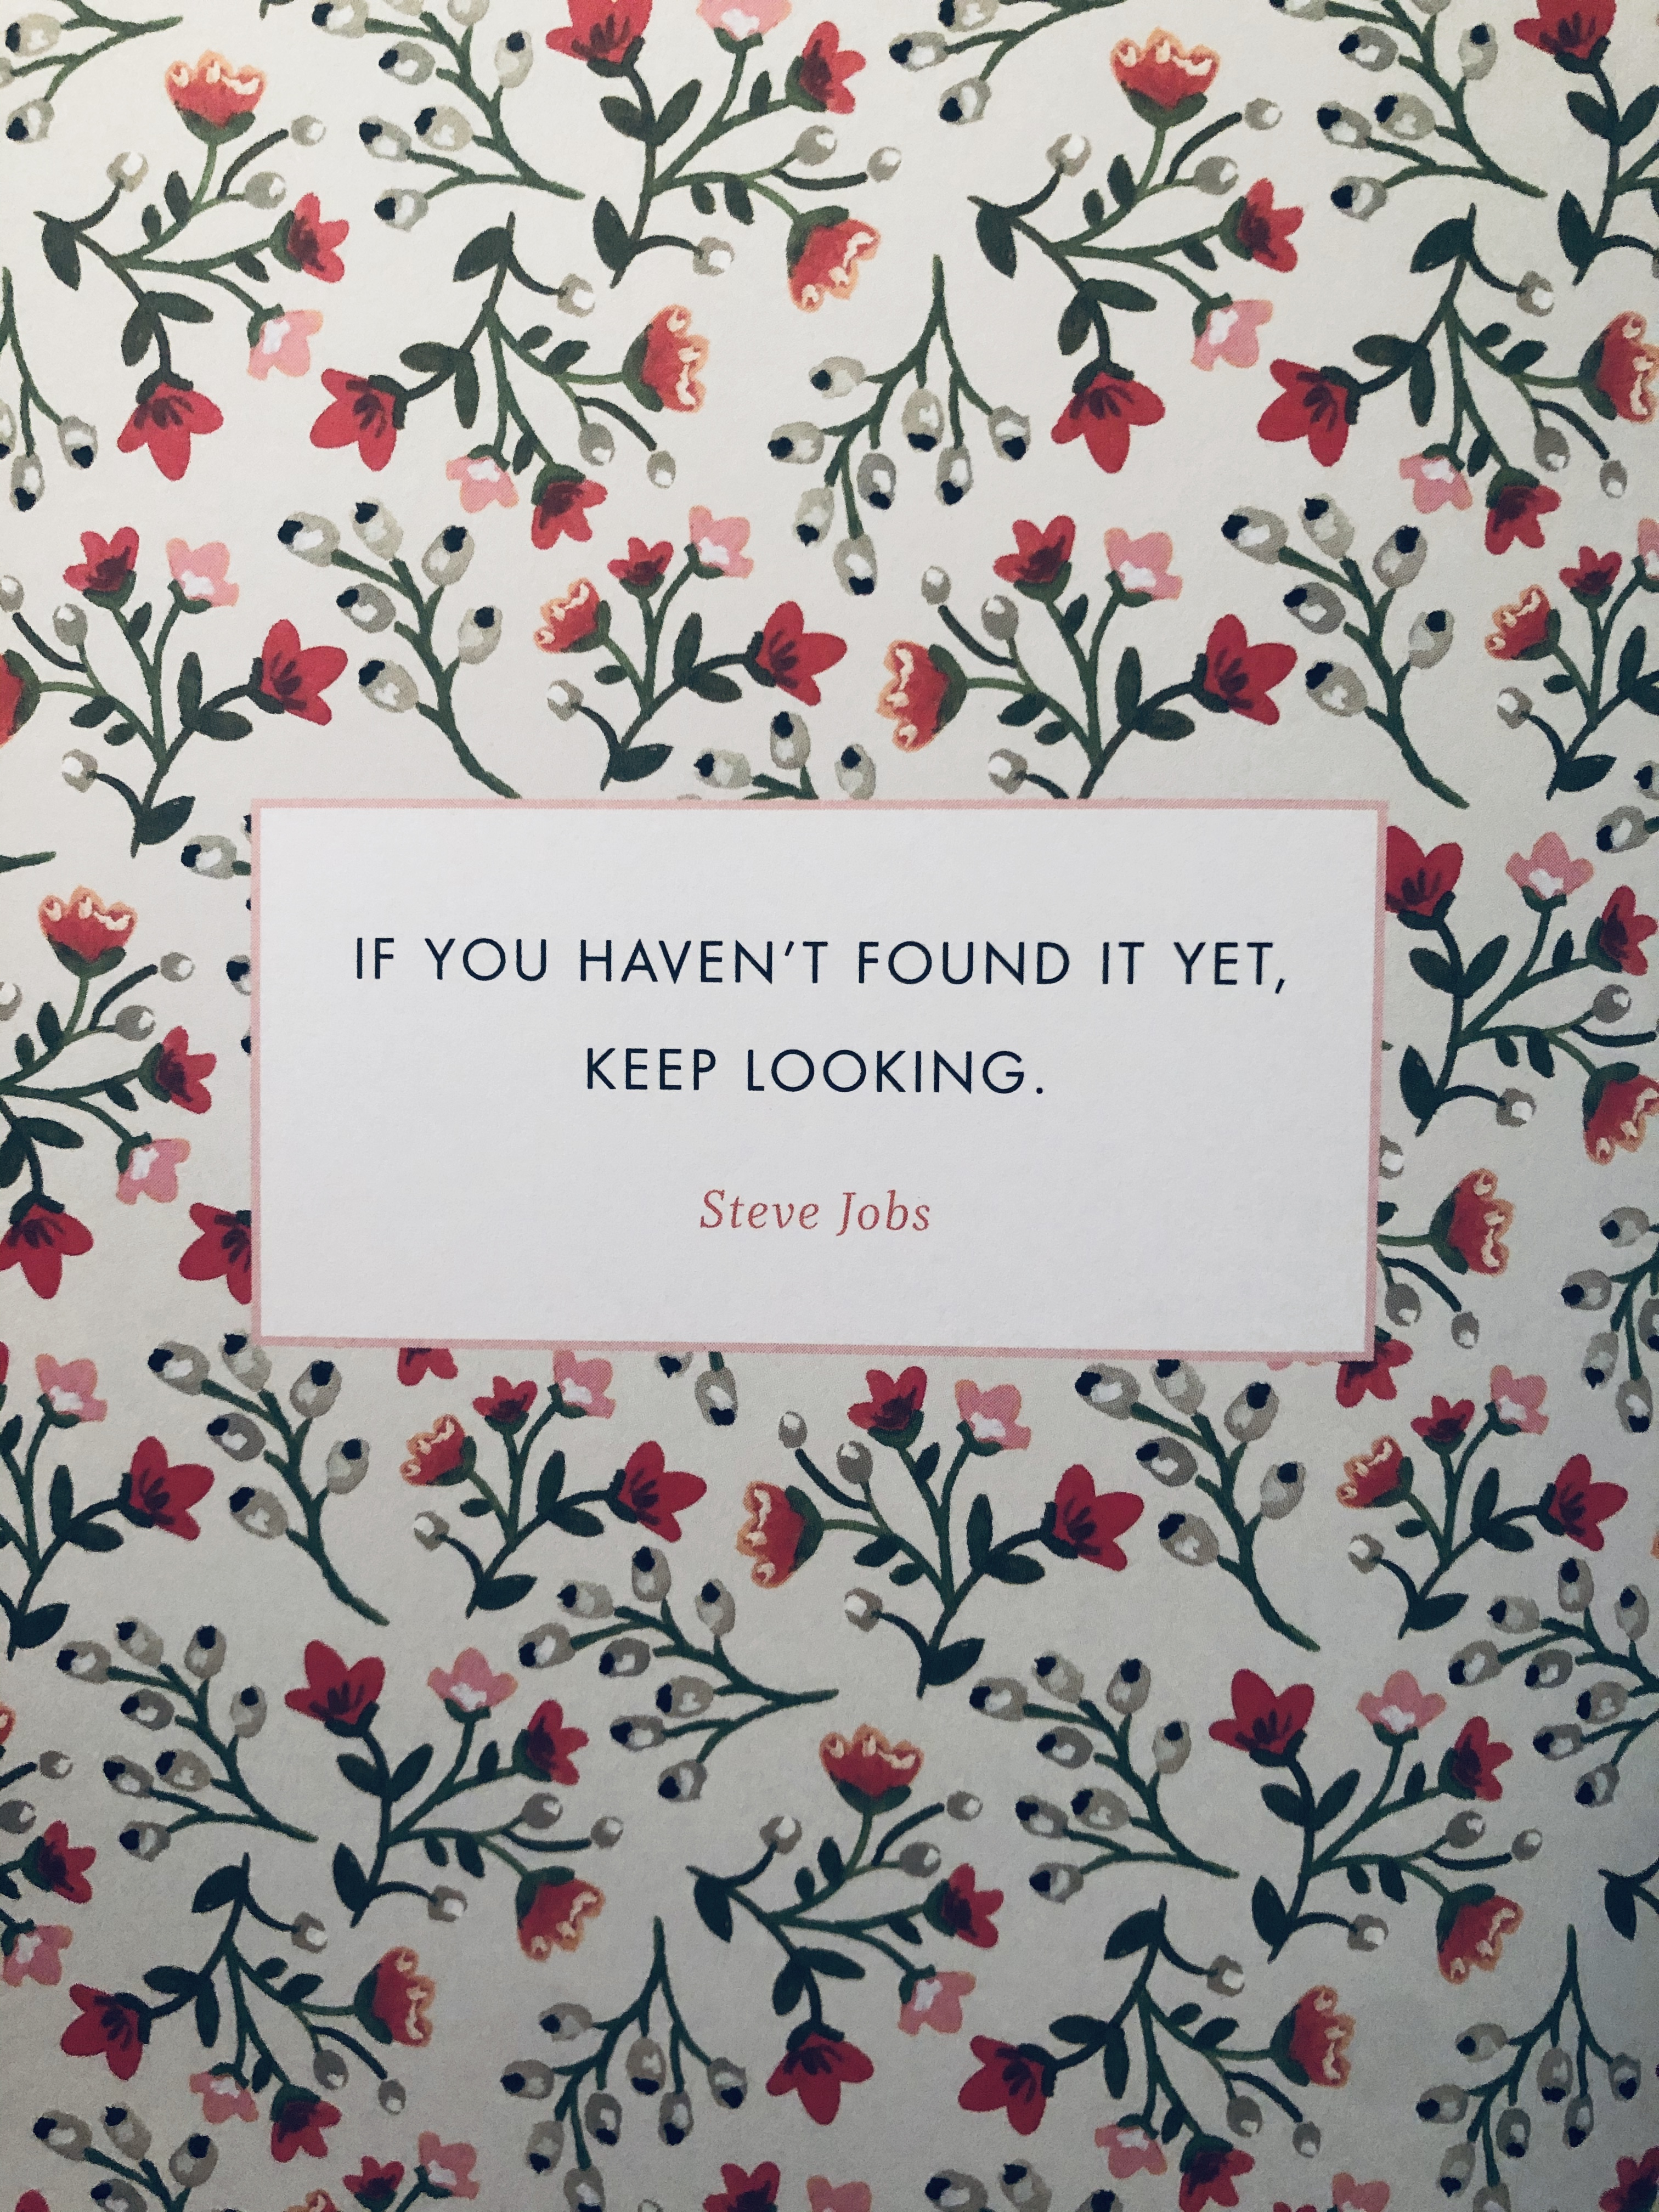 IF YOU HAVEN’T FOUND IT YET,
KEEP LOOKING.
Steve Jobs